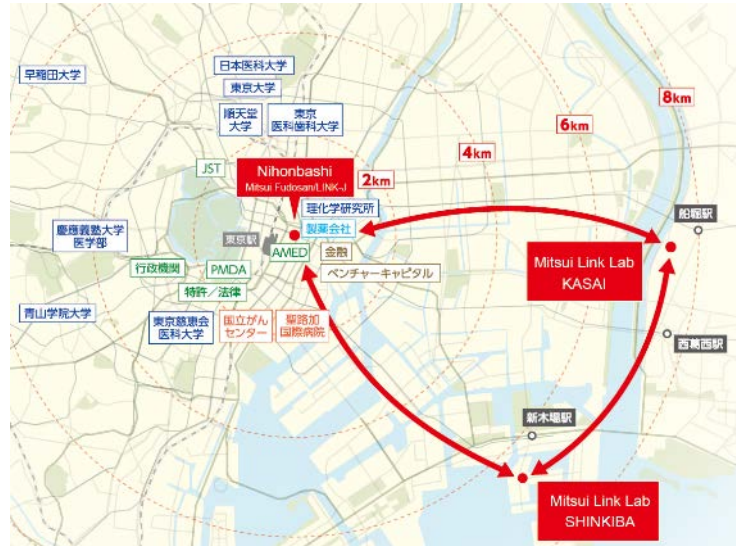 日本医科大学
早稲田大学
東京大学
順天堂
大学
東京
医科歯科大学
8km
6km
4km
2km
JST
Nihonbashi
Mitsui Fudosan/LINK-J
理化学研究所
製薬会社
船堀駅
慶應義塾大学
医学部
東京駅
AMED
金融
ベンチャーキャピタル
行政機関
PMDA
特許／法律
Mitsui Link Lab
KASAI
青山学院大学
東京慈恵会
医科大学
国立がん
センター
聖路加
国際病院
西葛西駅
新木場駅
Mitsui Link Lab
SHINKIBA